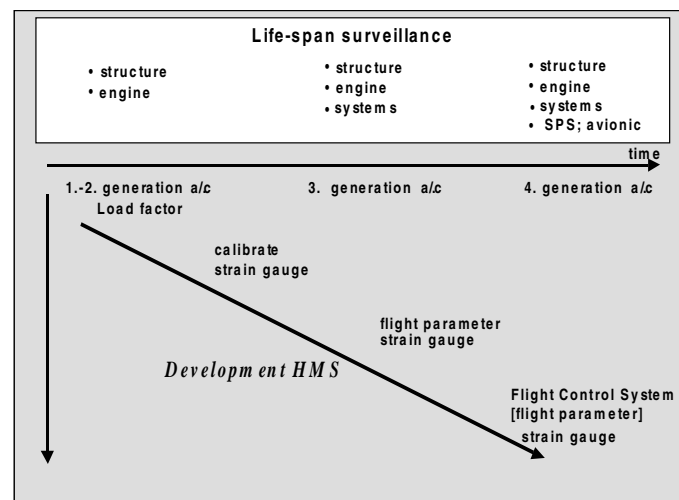 Life-span surveillance
• structure
• engine
• structure
• engine
• systems
• structure
• engine
• systems
• SPS; avionic
time
1.-2. generation a/c
Load factor
3. generation a/c
4. generation a/c
calibrate
strain gauge
flight parameter
strain gauge
Development HMS
Flight Control System
[flight parameter]
strain gauge